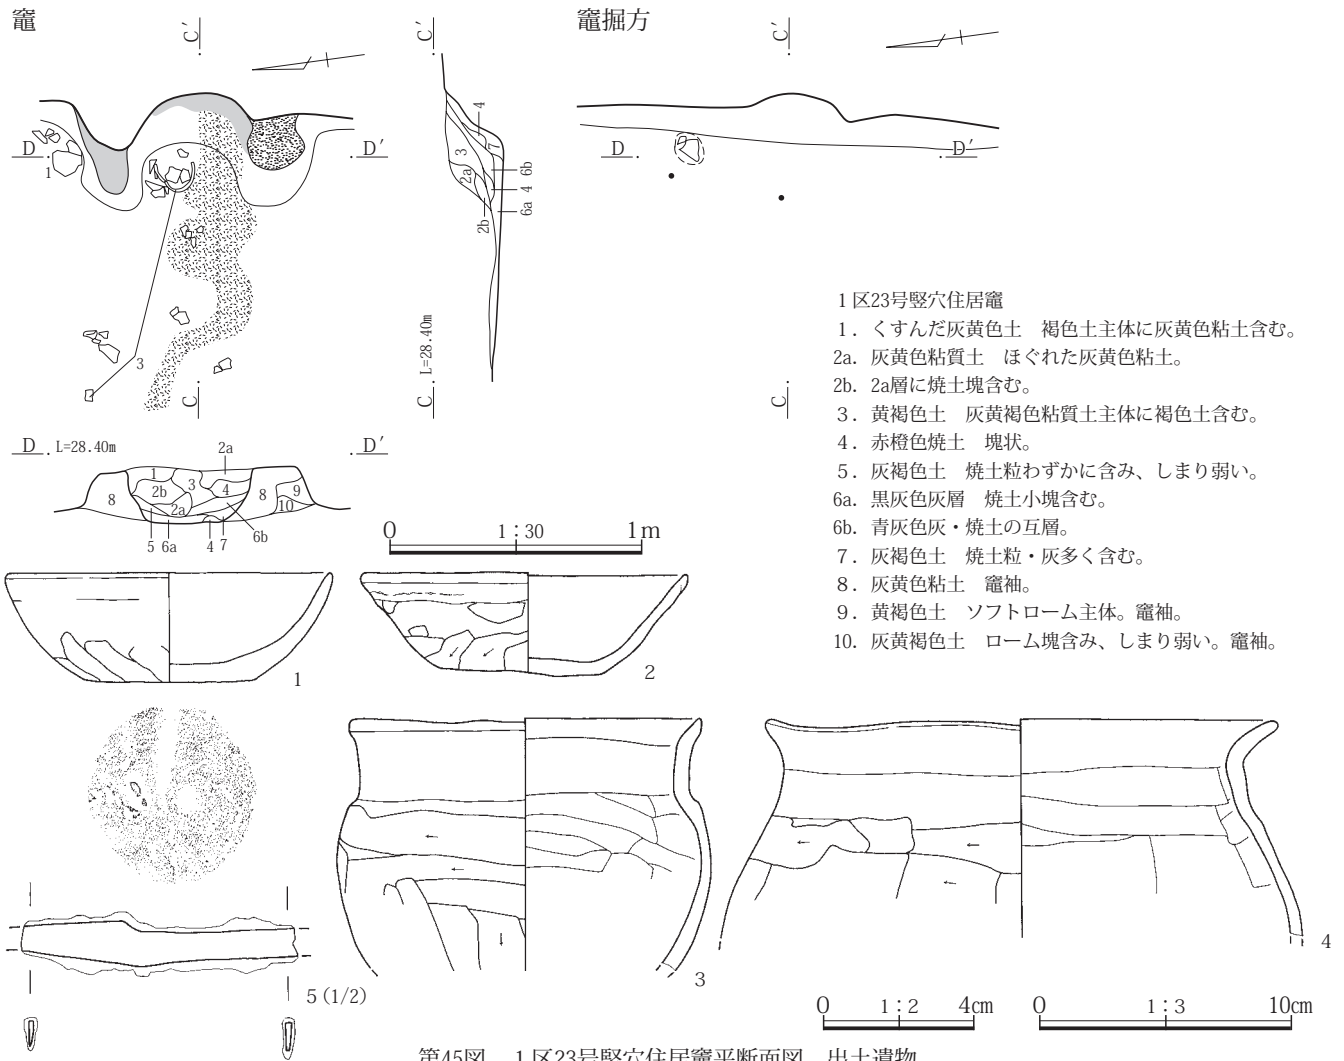 竈
C′
C′
竈掘方
C′
D
D′
1
3
C
4
3
7
2a
6b
4
6a
2b
L=28.40m
C
D
D′
C
1区23号竪穴住居竈
1．くすんだ灰黄色土　褐色土主体に灰黄色粘土含む。
2a. 灰黄色粘質土　ほぐれた灰黄色粘土。
2b. 2a層に焼土塊含む。
3．黄褐色土　灰黄褐色粘質土主体に褐色土含む。
4．赤橙色焼土　塊状。
5．灰褐色土　焼土粒わずかに含み、しまり弱い。
6a. 黒灰色灰層　焼土小塊含む。
6b. 青灰色灰・焼土の互層。
7．灰褐色土　焼土粒・灰多く含む。
8．灰黄色粘土　竈袖。
9．黄褐色土　ソフトローム主体。竈袖。
10. 灰黄褐色土　ローム塊含み、しまり弱い。竈袖。
D L=28.40m
D′
2a
1
3
2b
4
8
8
9
2a
10
5 6a 4 7 6b
0 1：30 1m
1
2
3
4
5 (1/2)
0 1：2 4cm
0 1：3 10cm
第45図　1区23号竪穴住居竈平断面図、出土遺物